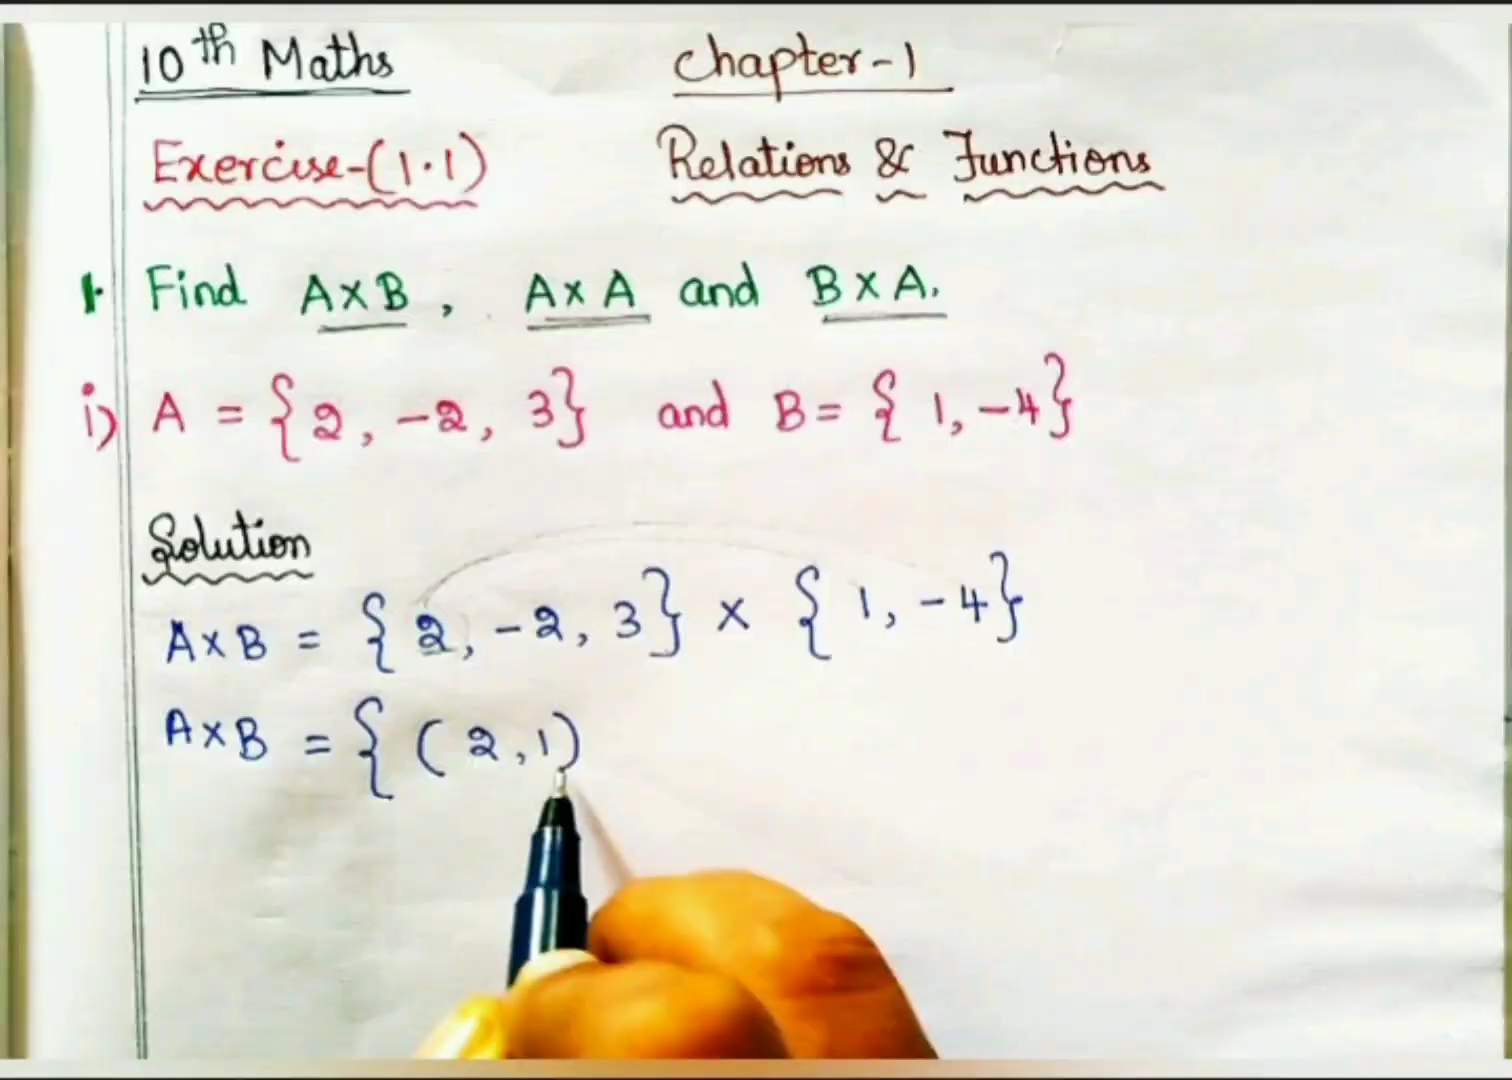 10th Maths
Chapter-1
Exercise-(1.1)
Relations & Functions
1. Find A×B, A×A and B×A.
i) A = {2, -2, 3} and B = {1, -4}
Solution
A×B = {2, -2, 3} × {1, -4}
A×B = {(2,1)